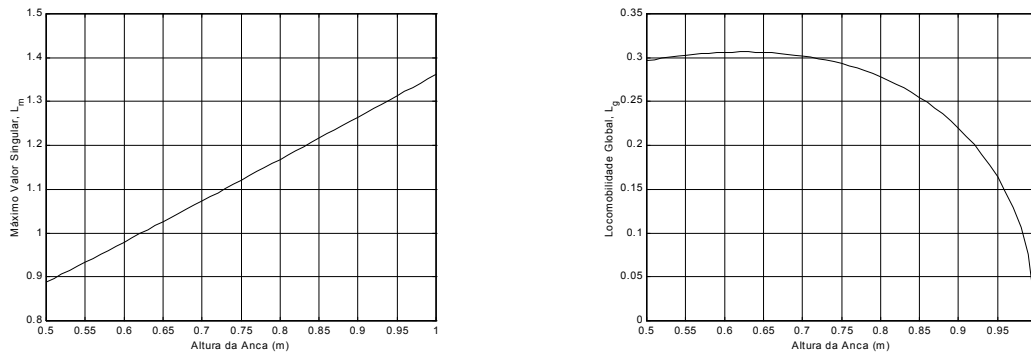 1.5
1.4
1.3
1.2
1.1
1
0.9
0.8
0.5 0.55 0.6 0.65 0.7 0.75 0.8 0.85 0.9 0.95 1
Altura da Anca (m)
Máximo Valor Singular, Lm
0.35
0.3
0.25
0.2
0.15
0.1
0.05
0
0.5 0.55 0.6 0.65 0.7 0.75 0.8 0.85 0.9 0.95
Altura da Anca (m)
Locomobilidade Global, Lg